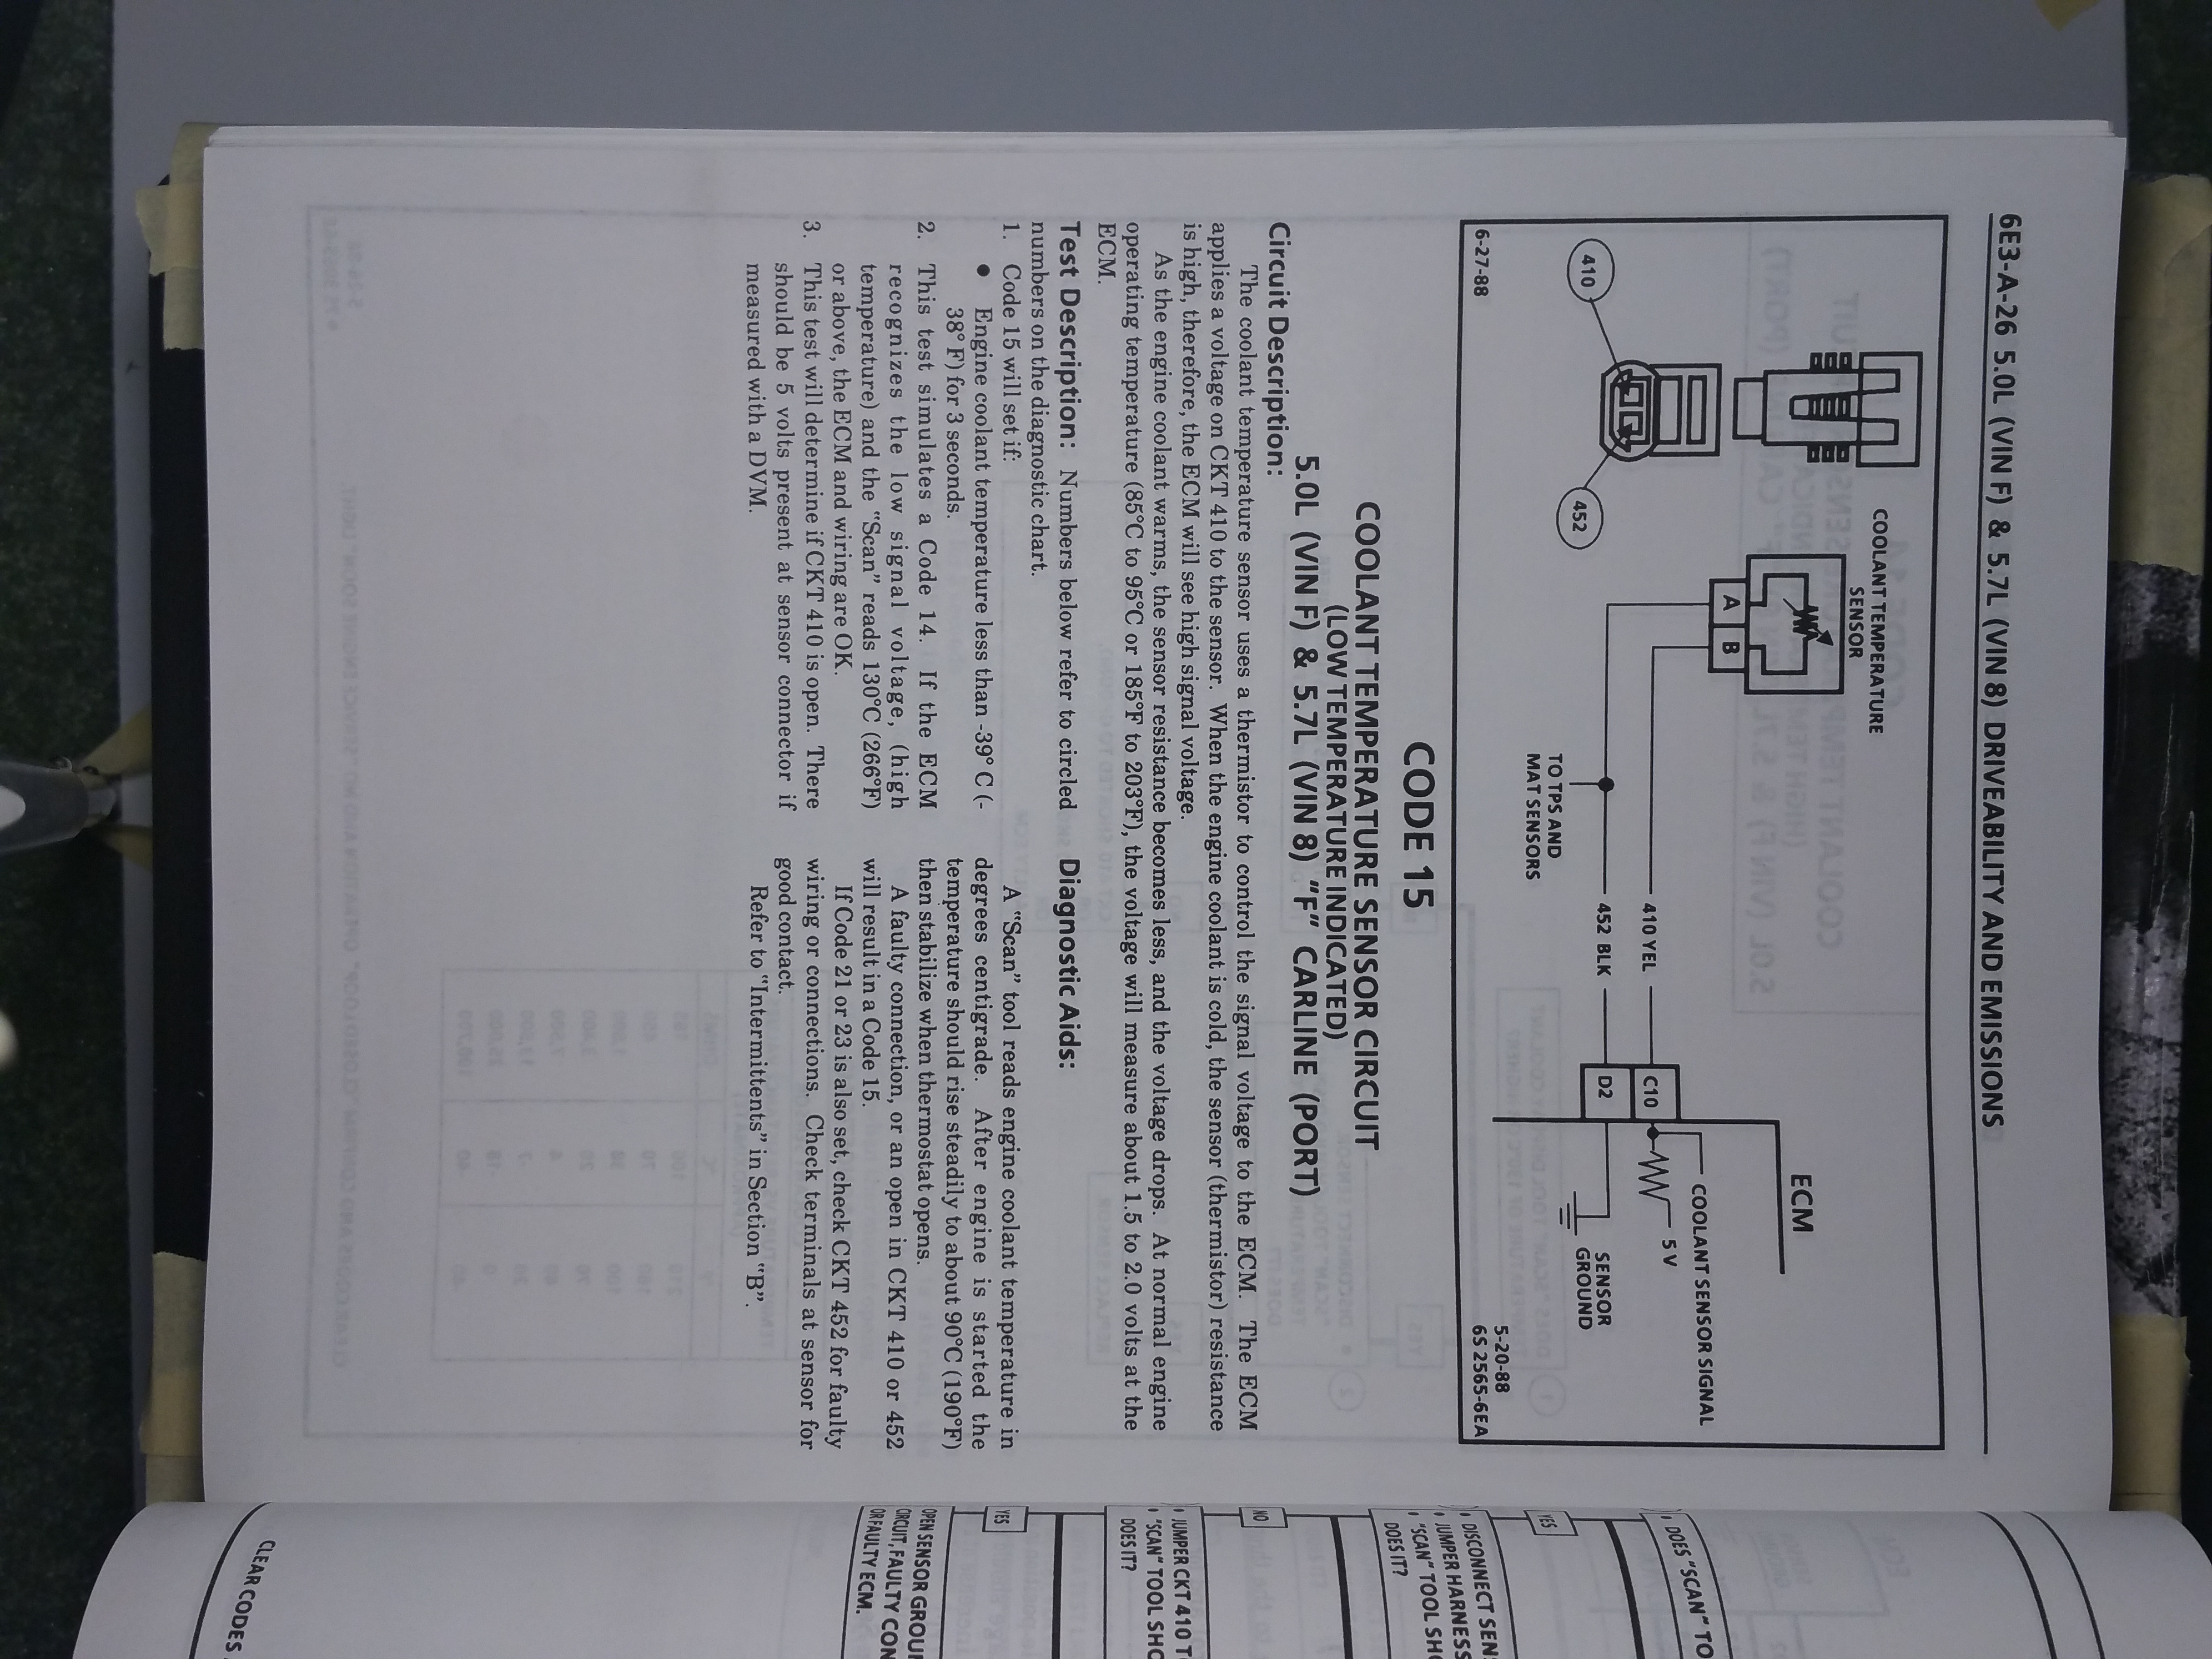 6E3-A-26 5.0L (VIN F) & 5.7L (VIN 8) DRIVEABILITY AND EMISSIONS
COOLANT TEMPERATURE
SENSOR
A
B
410
452
TO TPS AND
MAT SENSORS
410 YEL
452 BLK
C10
D2
ECM
COOLANT SENSOR SIGNAL
5 V
SENSOR
GROUND
6-27-88
5-20-88
6S 2565-6EA
CODE 15
COOLANT TEMPERATURE SENSOR CIRCUIT
(LOW TEMPERATURE INDICATED)
5.0L (VIN F) & 5.7L (VIN 8) "F" CARLINE (PORT)
Circuit Description:
The coolant temperature sensor uses a thermistor to control the signal voltage to the ECM. The ECM
applies a voltage on CKT 410 to the sensor. When the engine coolant is cold, the sensor (thermistor) resistance
is high, therefore, the ECM will see high signal voltage.
As the engine coolant warms, the sensor resistance becomes less, and the voltage drops. At normal engine
operating temperature (85°C to 95°C or 185°F to 203°F), the voltage will measure about 1.5 to 2.0 volts at the
ECM.
Test Description: Numbers below refer to circled
numbers on the diagnostic chart.
1. Code 15 will set if:
● Engine coolant temperature less than -39° C (-
38° F) for 3 seconds.
2. This test simulates a Code 14. If the ECM
recognizes the low signal voltage, (high
temperature) and the "Scan" reads 130°C (266°F)
or above, the ECM and wiring are OK.
3. This test will determine if CKT 410 is open. There
should be 5 volts present at sensor connector if
measured with a DVM.
Diagnostic Aids:
A "Scan" tool reads engine coolant temperature in
degrees centigrade. After engine is started the
temperature should rise steadily to about 90°C (190°F)
then stabilize when thermostat opens.
A faulty connection, or an open in CKT 410 or 452
will result in a Code 15.
If Code 21 or 23 is also set, check CKT 452 for faulty
wiring or connections. Check terminals at sensor for
good contact.
Refer to "Intermittents" in Section "B".
• DOES "SCAN" TO
YES
• DISCONNECT SEN
• JUMPER HARNESS
• "SCAN" TOOL SH
DOES IT?
NO
• JUMPER CKT 410 T
• "SCAN" TOOL SHO
DOES IT?
YES
OPEN SENSOR GROU
CIRCUIT, FAULTY CON
OR FAULTY ECM.
CLEAR CODES